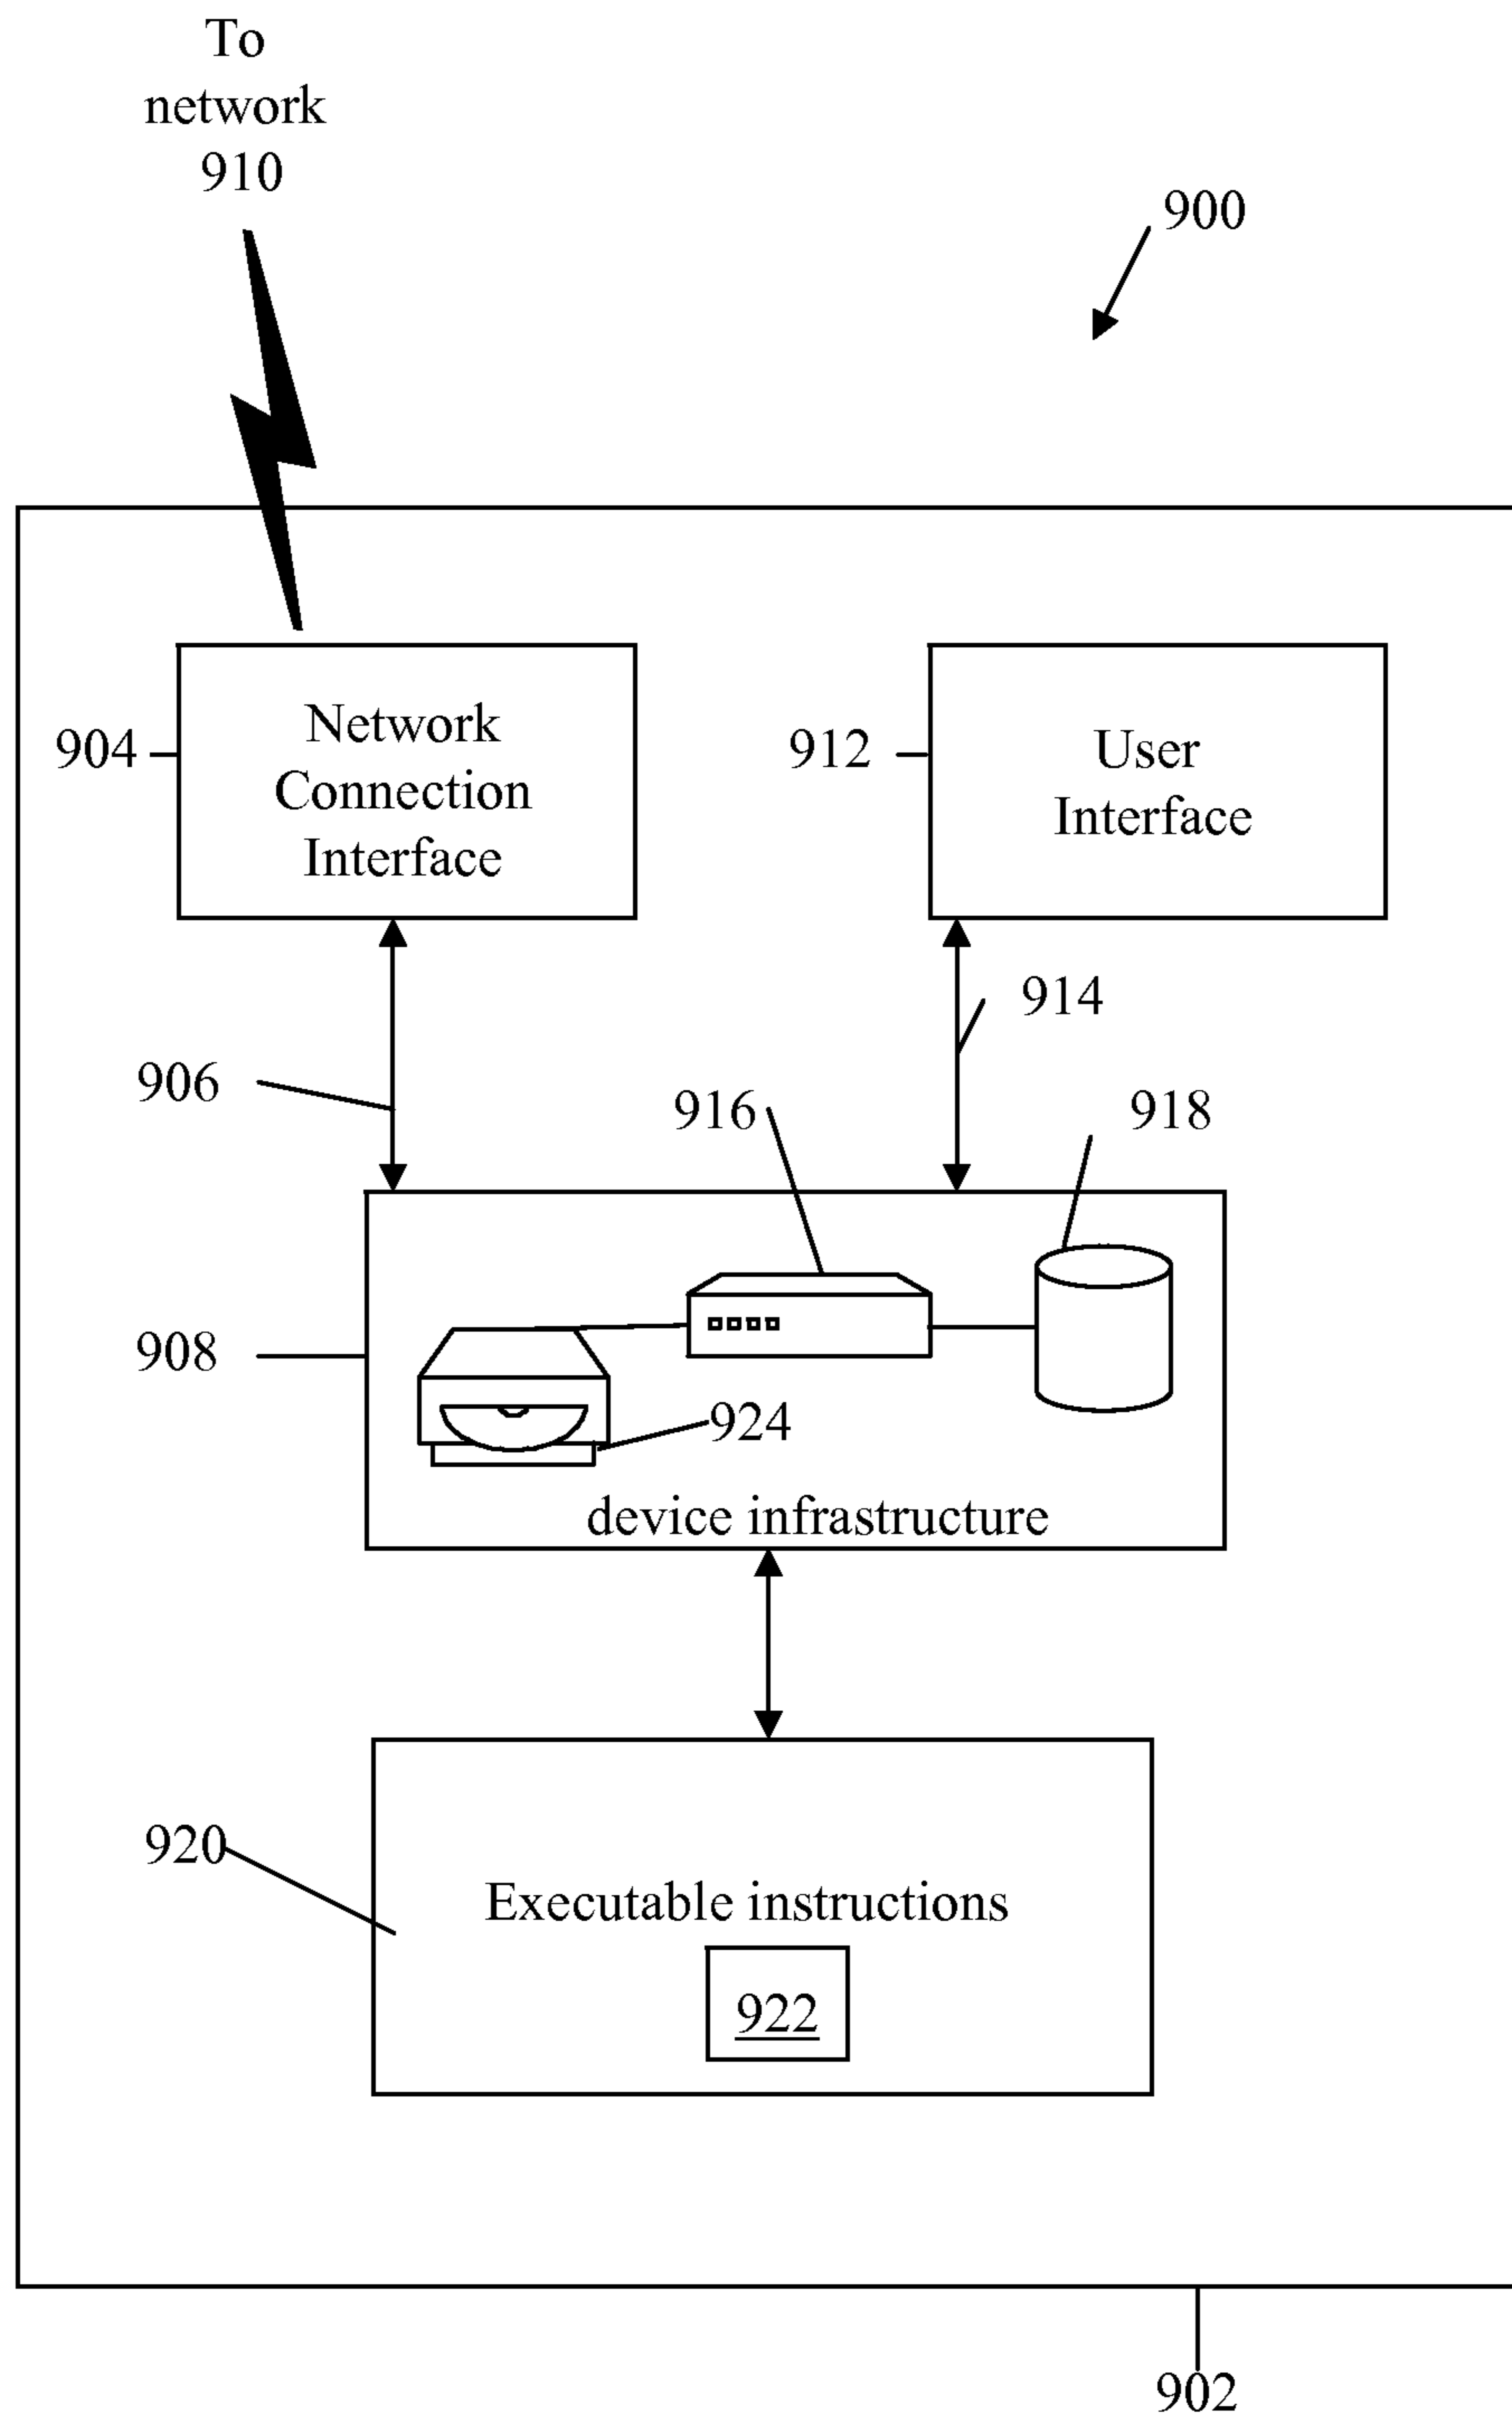 To
network
910
900
904
Network
Connection
Interface
912
User
Interface
914
906
916
918
908
924
device infrastructure
920
Executable instructions
922
902